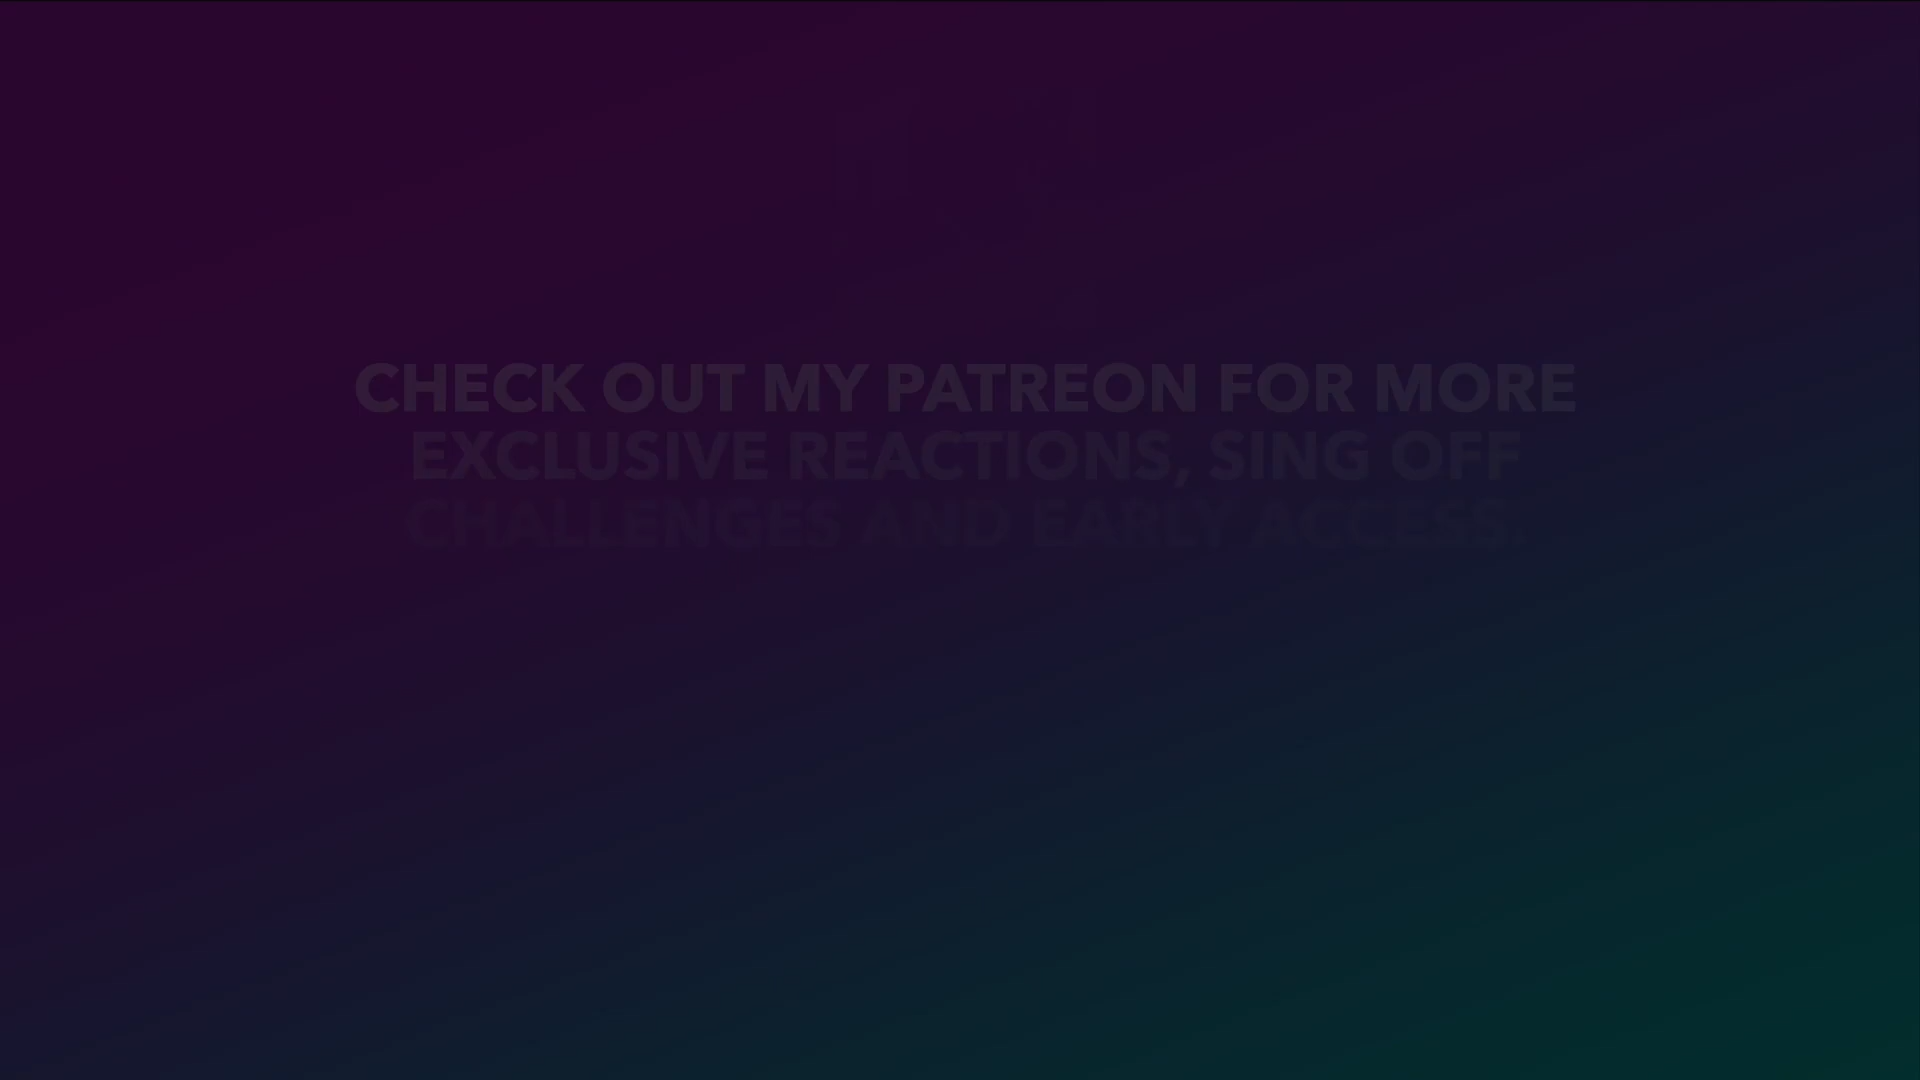 CHECK OUT MY PATREON FOR MORE
EXCLUSIVE REACTIONS, SING OFF
CHALLENGES AND EARLY ACCESS.